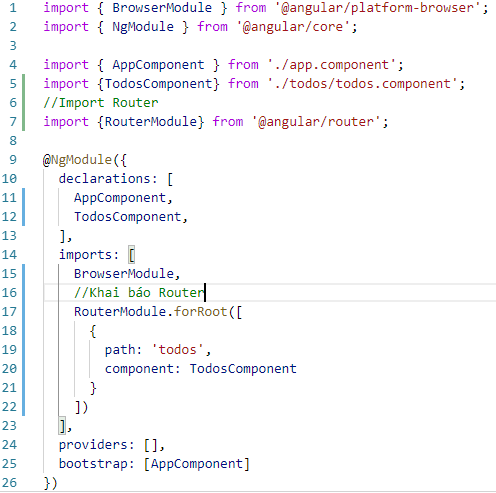 1 import { BrowserModule } from '@angular/platform-browser';
2 import { NgModule } from '@angular/core';
3
4 import { AppComponent } from './app.component';
5 import {TodosComponent} from './todos/todos.component';
6 //Import Router
7 import {RouterModule} from '@angular/router';
8
9 @NgModule({
10   declarations: [
11     AppComponent,
12     TodosComponent,
13   ],
14   imports: [
15     BrowserModule,
16     //Khai báo Router
17     RouterModule.forRoot([
18       {
19         path: 'todos',
20         component: TodosComponent
21       }
22     ])
23   ],
24   providers: [],
25   bootstrap: [AppComponent]
26 })